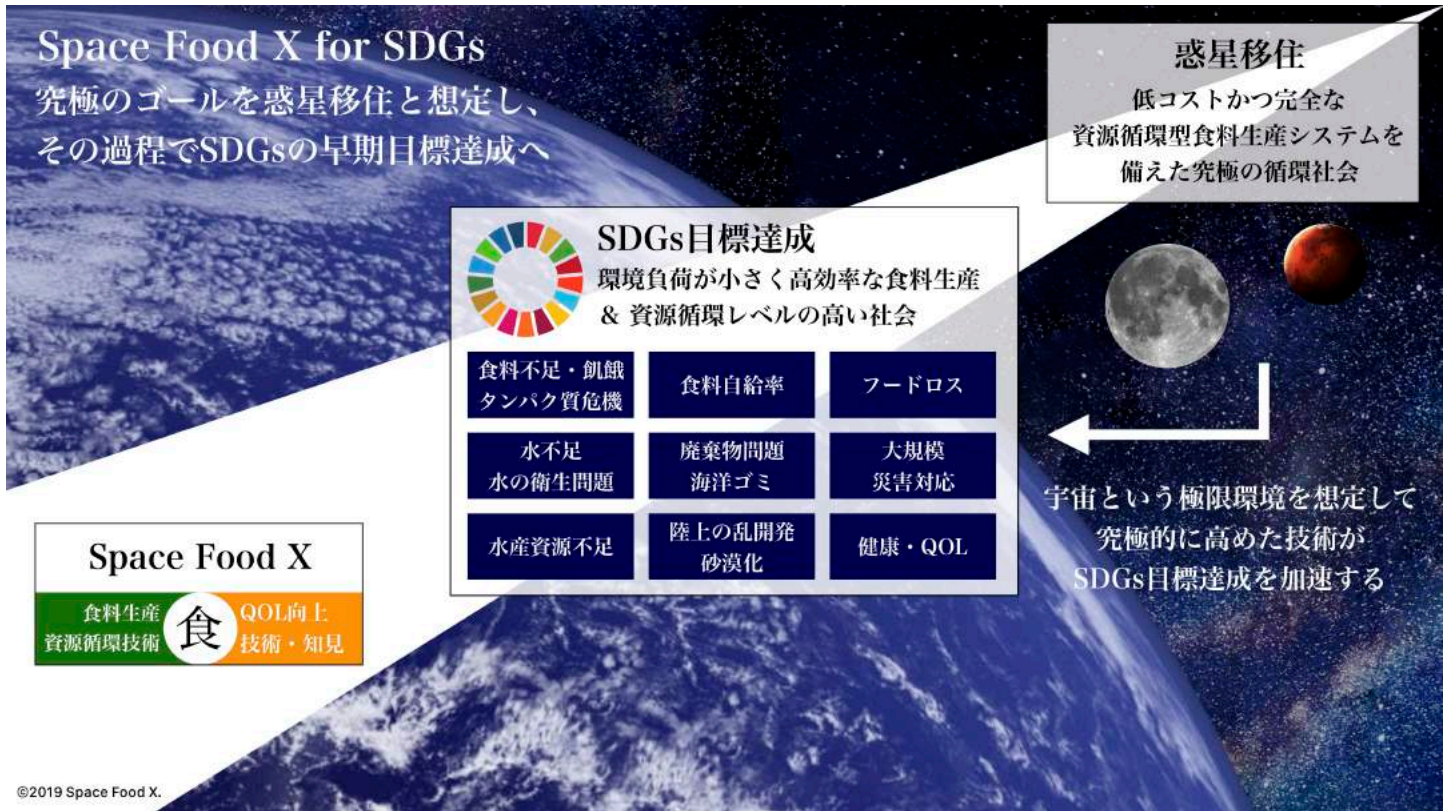 Space Food X for SDGs
究極のゴールを惑星移住と想定し、
その過程でSDGsの早期目標達成へ
惑星移住
低コストかつ完全な
資源循環型食料生産システムを
備えた究極の循環社会
SDGs目標達成
環境負荷が小さく高効率な食料生産
& 資源循環レベルの高い社会
食料不足・飢餓
タンパク質危機
食料自給率
フードロス
水不足
水の衛生問題
廃棄物問題
海洋ゴミ
大規模
災害対応
水産資源不足
陸上の乱開発
砂漠化
健康・QOL
宇宙という極限環境を想定して
究極的に高めた技術が
SDGs目標達成を加速する
Space Food X
食料生産
資源循環技術
食
QOL向上
技術・知見
©2019 Space Food X.